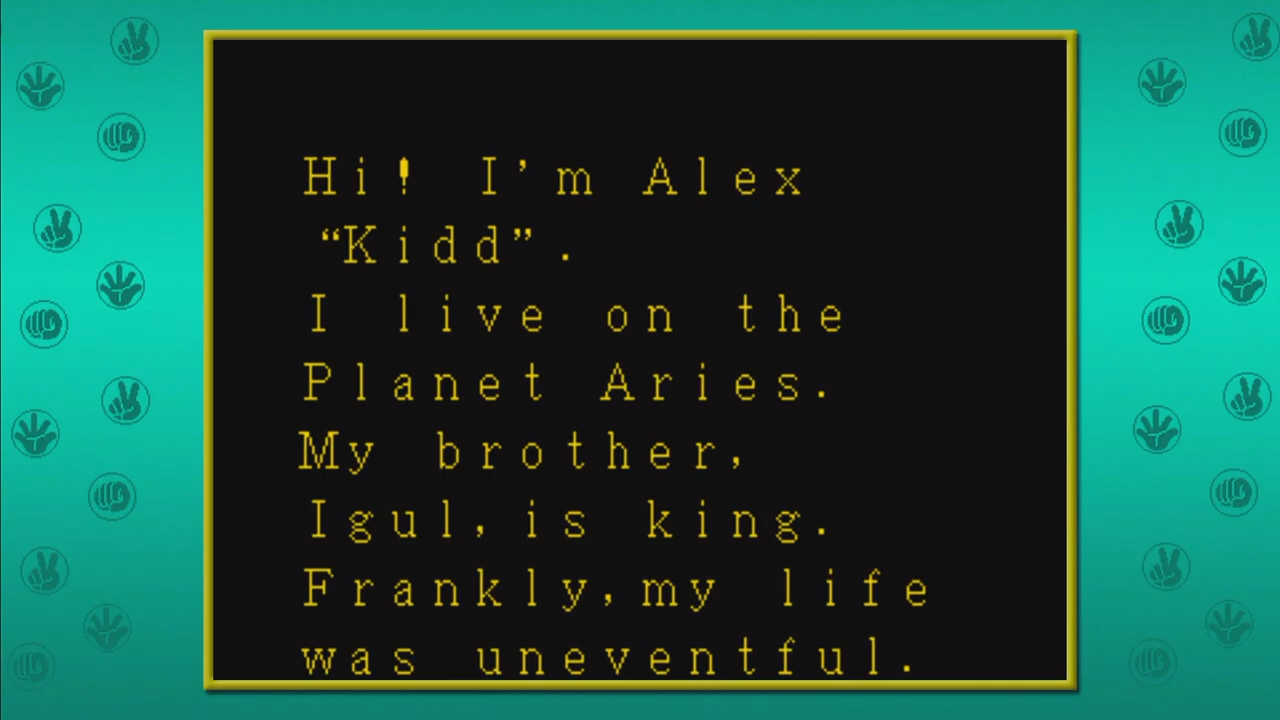 Hi! I’m Alex
“Kidd”.
I live on the
Planet Aries.
My brother,
Igul,is king.
Frankly,my life
was uneventful.